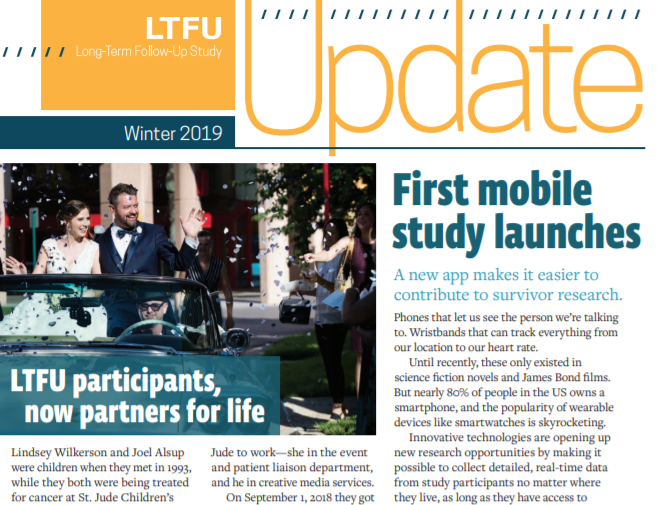 LTFU
Long-Term Follow-Up Study
Update
Winter 2019
LTFU participants,
now partners for life
Lindsey Wilkerson and Joel Alsup
were children when they met in 1993,
while they both were being treated
for cancer at St. Jude Children’s
Jude to work—she in the event
and patient liaison department,
and he in creative media services.
On September 1, 2018 they got
First mobile
study launches
A new app makes it easier to
contribute to survivor research.
Phones that let us see the person we’re talking
to. Wristbands that can track everything from
our location to our heart rate.
Until recently, these only existed in
science fiction novels and James Bond films.
But nearly 80% of people in the US owns a
smartphone, and the popularity of wearable
devices like smartwatches is skyrocketing.
Innovative technologies are opening up
new research opportunities by making it
possible to collect detailed, real-time data
from study participants no matter where
they live, as long as they have access to